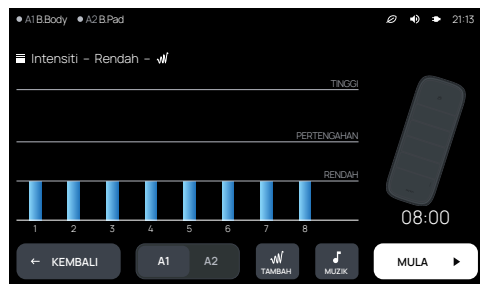 A1 B.Body A2 B.Pad 21:13
Intensiti - Rendah -
TINGGI
PERTENGAHAN
RENDAH
1 2 3 4 5 6 7 8
08:00
KEMBALI A1 A2 TAMBAH MUZIK MULA